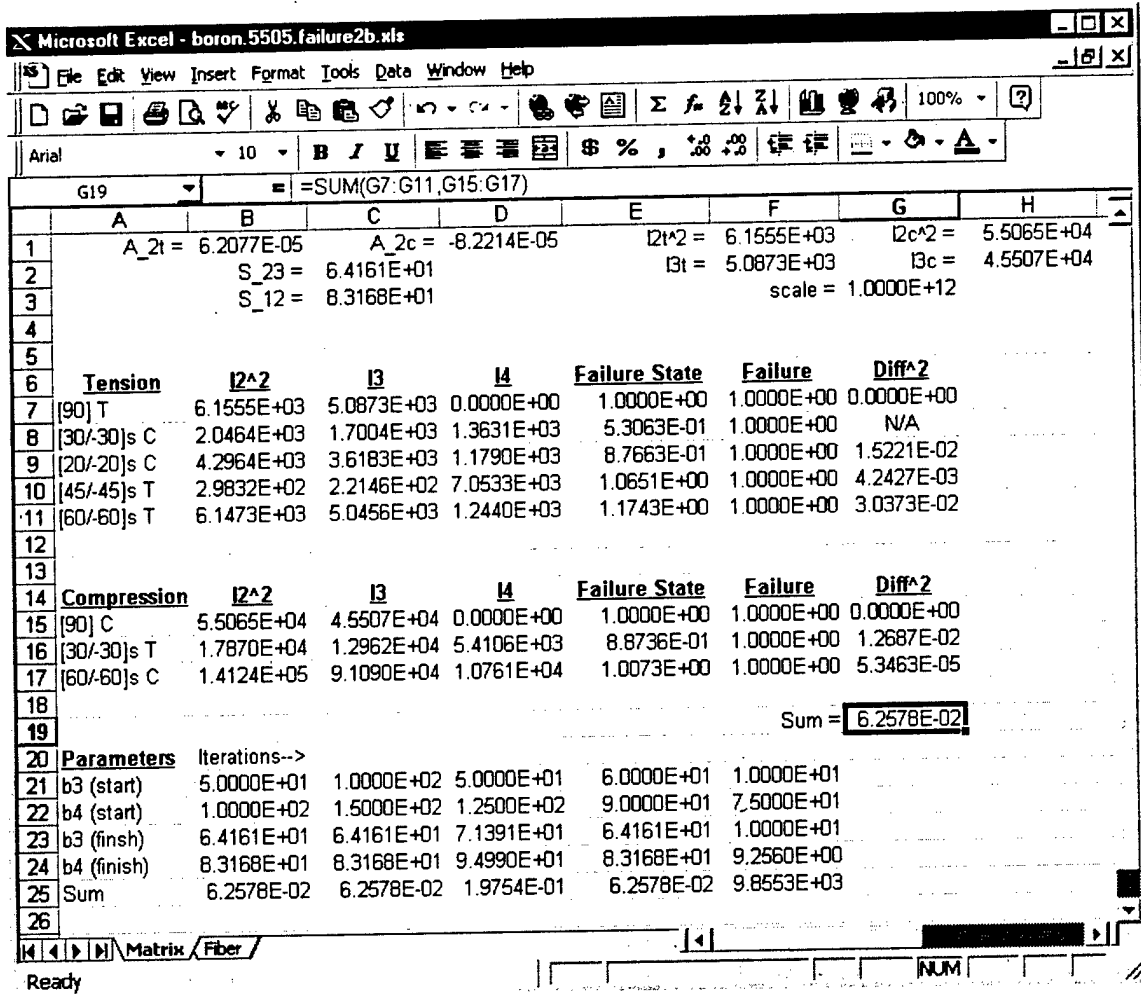 Microsoft Excel - boron.5505.failure2b.xls
File Edit View Insert Format Tools Data Window Help
100%
Arial 10 B I U $ % ,
G19 = =SUM(G7:G11,G15:G17)
A B C D E F G H
1 A_2t = 6.2077E-05 A_2c = -8.2214E-05 I2t^2 = 6.1555E+03 I2c^2 = 5.5065E+04
2 S_23 = 6.4161E+01 I3t = 5.0873E+03 I3c = 4.5507E+04
3 S_12 = 8.3168E+01 scale = 1.0000E+12
4
5
6 Tension I2^2 I3 I4 Failure State Failure Diff^2
7 [90] T 6.1555E+03 5.0873E+03 0.0000E+00 1.0000E+00 1.0000E+00 0.0000E+00
8 [30/-30]s C 2.0464E+03 1.7004E+03 1.3631E+03 5.3063E-01 1.0000E+00 N/A
9 [20/-20]s C 4.2964E+03 3.6183E+03 1.1790E+03 8.7663E-01 1.0000E+00 1.5221E-02
10 [45/-45]s T 2.9832E+02 2.2146E+02 7.0533E+03 1.0651E+00 1.0000E+00 4.2427E-03
11 [60/-60]s T 6.1473E+03 5.0456E+03 1.2440E+03 1.1743E+00 1.0000E+00 3.0373E-02
12
13
14 Compression I2^2 I3 I4 Failure State Failure Diff^2
15 [90] C 5.5065E+04 4.5507E+04 0.0000E+00 1.0000E+00 1.0000E+00 0.0000E+00
16 [30/-30]s T 1.7870E+04 1.2962E+04 5.4106E+03 8.8736E-01 1.0000E+00 1.2687E-02
17 [60/-60]s C 1.4124E+05 9.1090E+04 1.0761E+04 1.0073E+00 1.0000E+00 5.3463E-05
18
19 Sum = 6.2578E-02
20 Parameters Iterations-->
21 b3 (start) 5.0000E+01 1.0000E+02 5.0000E+01 6.0000E+01 1.0000E+01
22 b4 (start) 1.0000E+02 1.5000E+02 1.2500E+02 9.0000E+01 7.5000E+01
23 b3 (finsh) 6.4161E+01 6.4161E+01 7.1391E+01 6.4161E+01 1.0000E+01
24 b4 (finish) 8.3168E+01 8.3168E+01 9.4990E+01 8.3168E+01 9.2560E+00
25 Sum 6.2578E-02 6.2578E-02 1.9754E-01 6.2578E-02 9.8553E+03
26
Matrix Fiber
Ready NUM